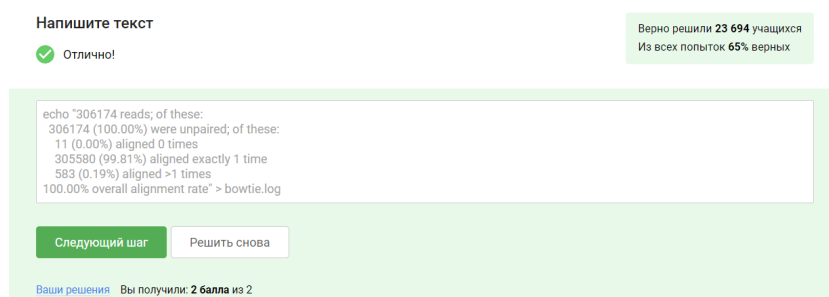 Напишите текст
Верно решили 23 694 учащихся
Отлично!
Из всех попыток 65% верных
echo "306174 reads; of these:
306174 (100.00%) were unpaired; of these:
11 (0.00%) aligned 0 times
305580 (99.81%) aligned exactly 1 time
583 (0.19%) aligned >1 times
100.00% overall alignment rate" > bowtie.log
Следующий шаг
Решить снова
Ваши решения Вы получили: 2 балла из 2